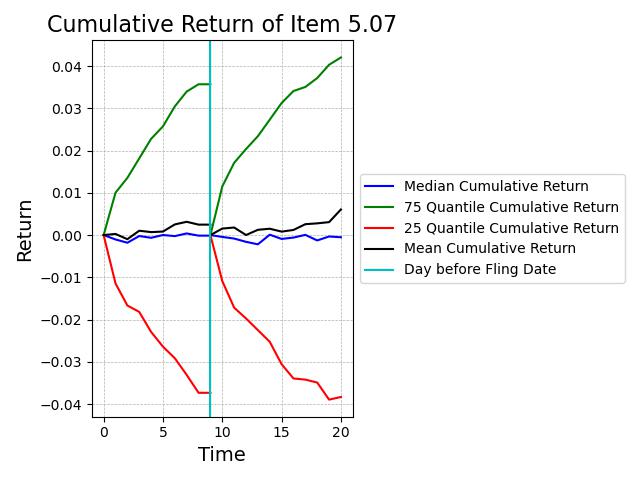 Cumulative Return of Item 5.07
Return
0.04
0.03
0.02
0.01
0.00
−0.01
−0.02
−0.03
−0.04
0
5
10
15
20
Time
Median Cumulative Return
75 Quantile Cumulative Return
25 Quantile Cumulative Return
Mean Cumulative Return
Day before Fling Date